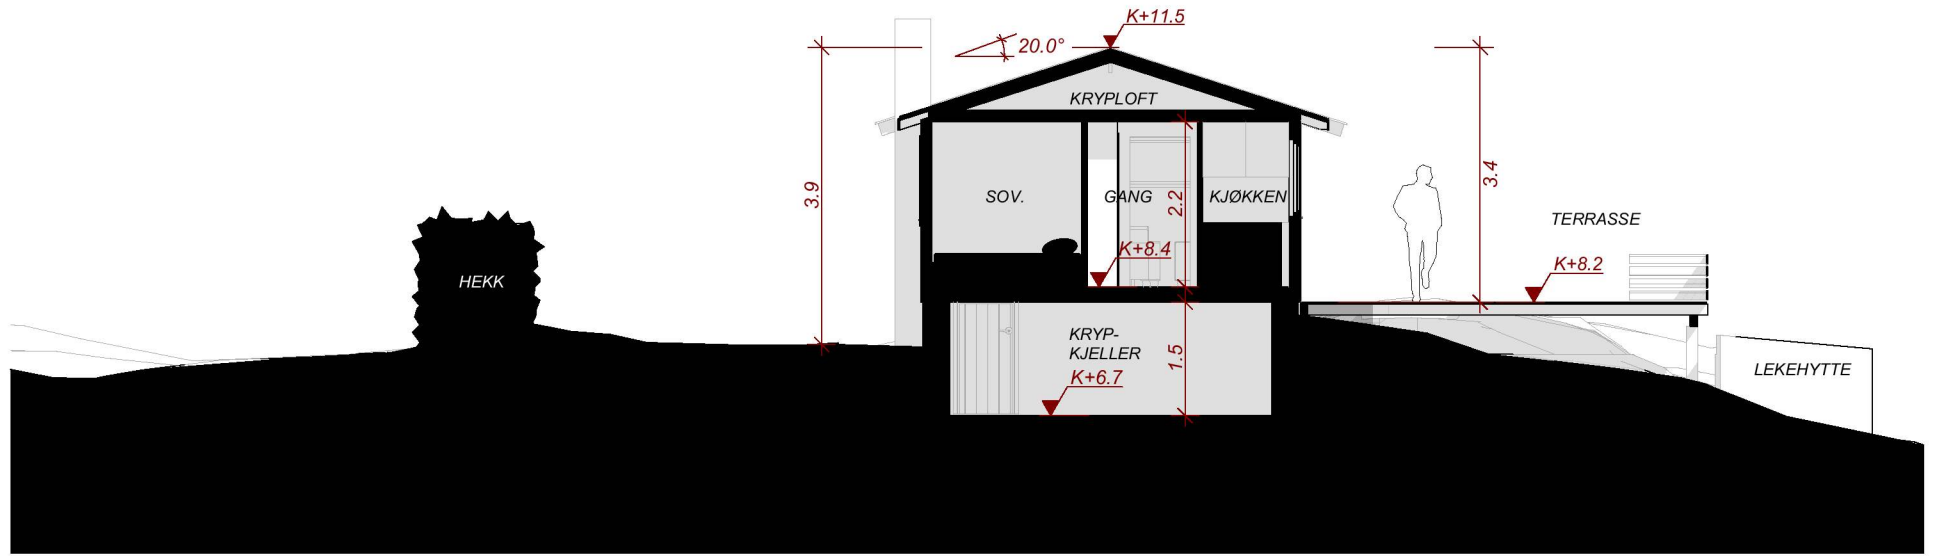 K+11.5
20.0°
KRYPLOFT
3.9
3.4
SOV.
GANG
2.2
KJØKKEN
TERRASSE
K+8.4
K+8.2
HEKK
KRYP-
KJELLER
1.5
K+6.7
LEKEHYTTE